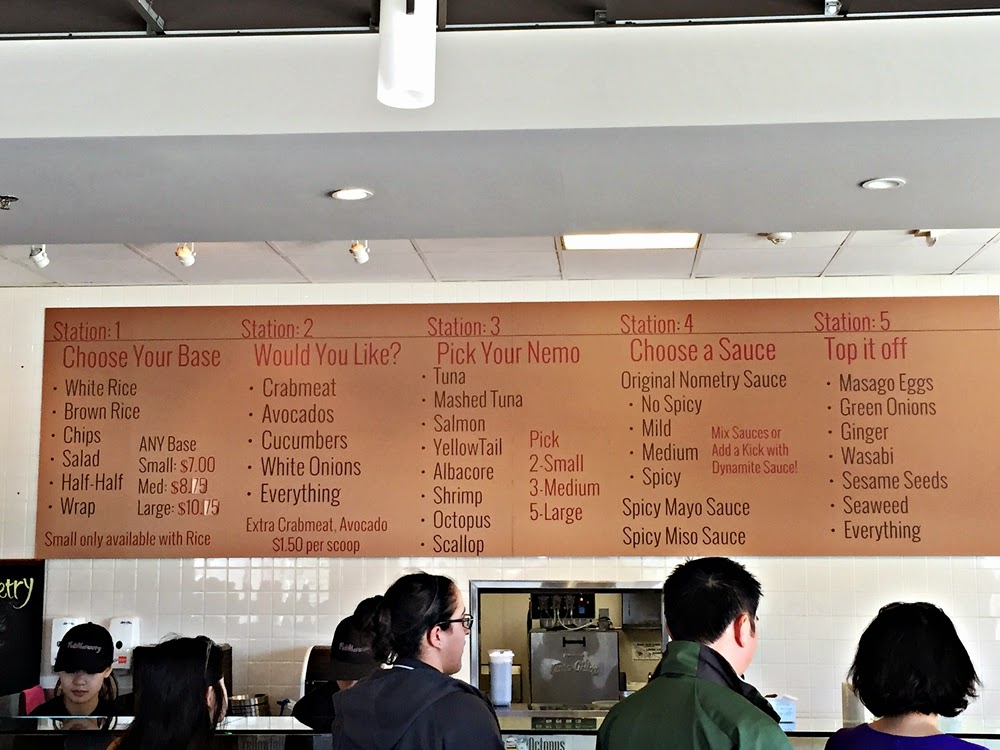 Station: 1
Choose Your Base
• White Rice
• Brown Rice
• Chips
• Salad
• Half-Half
• Wrap
ANY Base
Small: $7.00
Med: $8.75
Large: $10.75
Small only available with Rice
Station: 2
Would You Like?
• Crabmeat
• Avocados
• Cucumbers
• White Onions
• Everything
Extra Crabmeat, Avocado
$1.50 per scoop
Station: 3
Pick Your Nemo
• Tuna
• Mashed Tuna
• Salmon
• YellowTail
• Albacore
• Shrimp
• Octopus
• Scallop
Pick
2-Small
3-Medium
5-Large
Station: 4
Choose a Sauce
Original Nometry Sauce
• No Spicy
• Mild
• Medium
• Spicy
Mix Sauces or
Add a Kick with
Dynamite Sauce!
Spicy Mayo Sauce
Spicy Miso Sauce
Station: 5
Top it off
• Masago Eggs
• Green Onions
• Ginger
• Wasabi
• Sesame Seeds
• Seaweed
• Everything
etry
Octopus